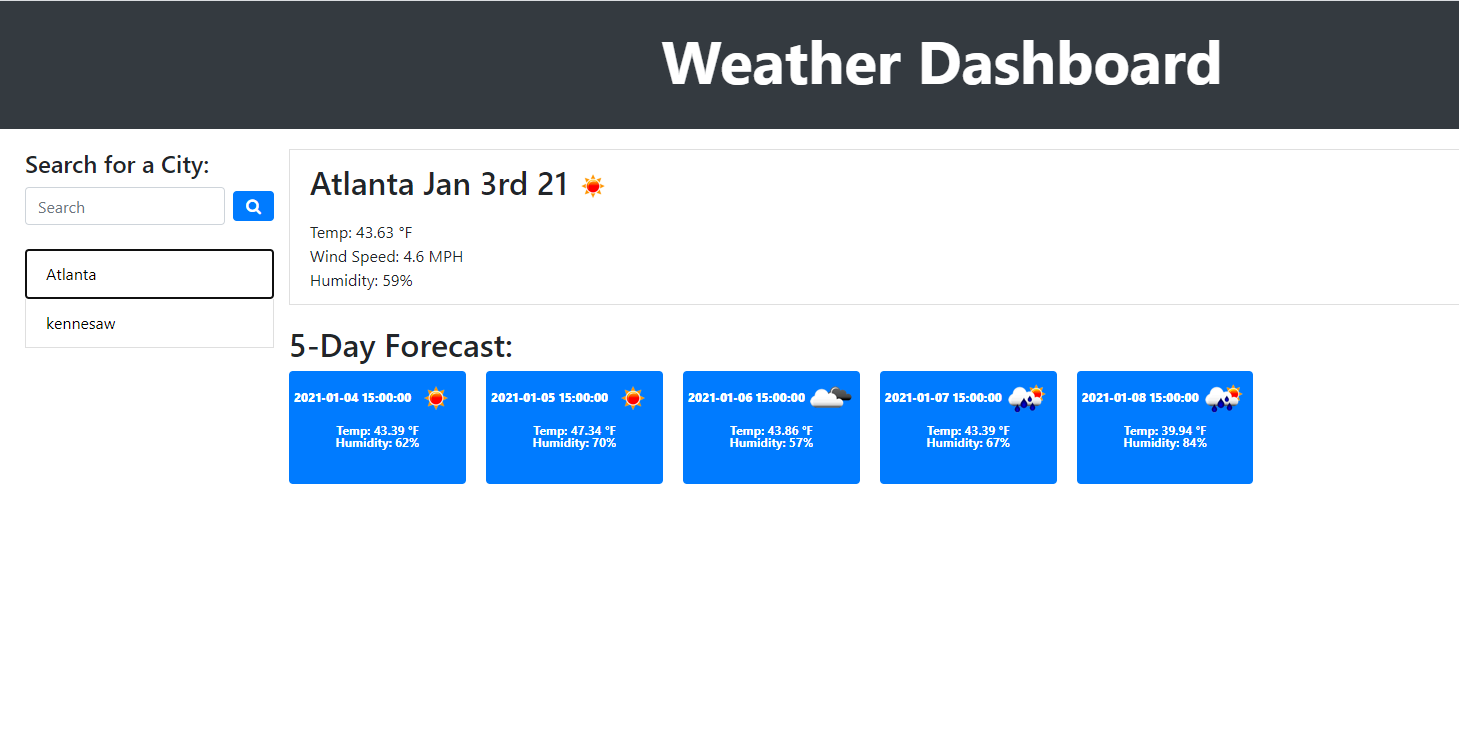 Weather Dashboard
Search for a City:
Search
Atlanta
kennesaw
Atlanta Jan 3rd 21
Temp: 43.63 °F
Wind Speed: 4.6 MPH
Humidity: 59%
5-Day Forecast:
2021-01-04 15:00:00
Temp: 43.39 °F
Humidity: 62%
2021-01-05 15:00:00
Temp: 47.34 °F
Humidity: 70%
2021-01-06 15:00:00
Temp: 43.86 °F
Humidity: 57%
2021-01-07 15:00:00
Temp: 43.39 °F
Humidity: 67%
2021-01-08 15:00:00
Temp: 39.94 °F
Humidity: 84%